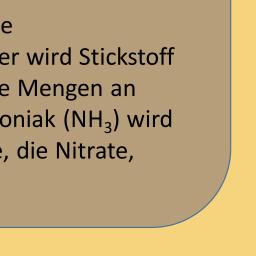 e
er wird Stickstoff
e Mengen an
oniak (NH₃) wird
e, die Nitrate,